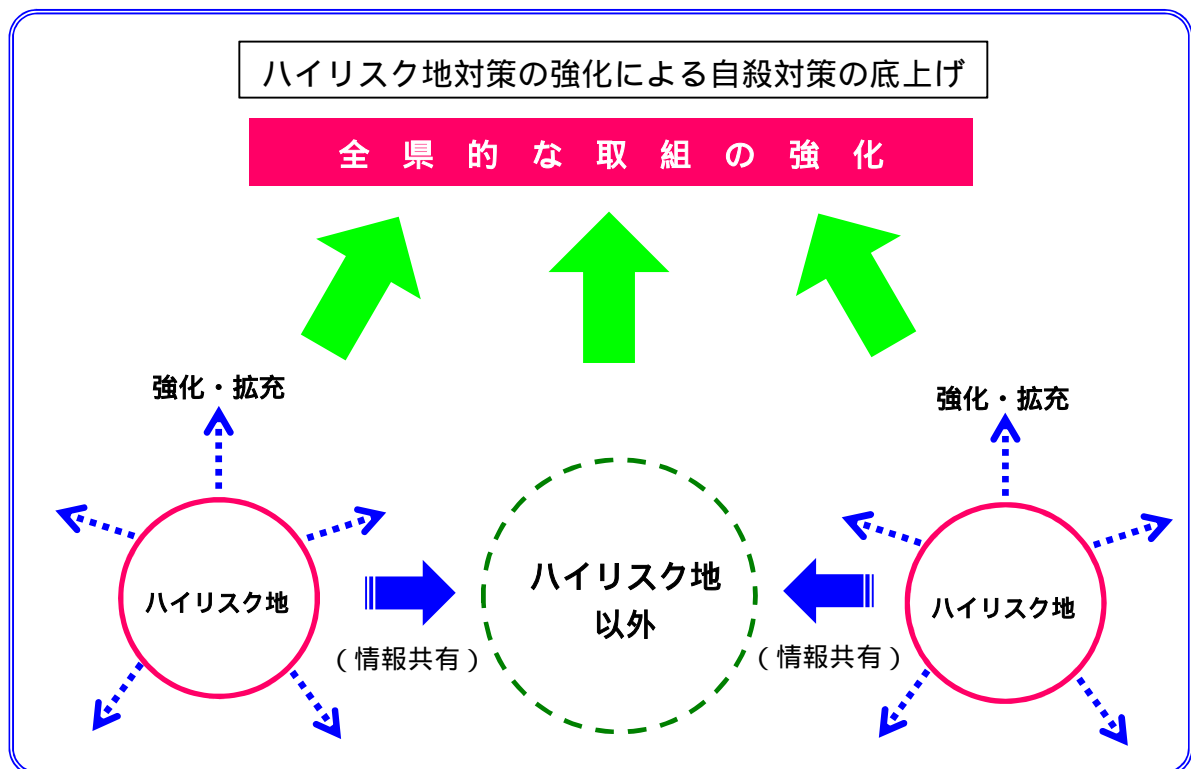 ハイリスク地対策の強化による自殺対策の底上げ
全県的な取組の強化
強化・拡充
強化・拡充
ハイリスク地
ハイリスク地
以外
ハイリスク地
（情報共有）
（情報共有）